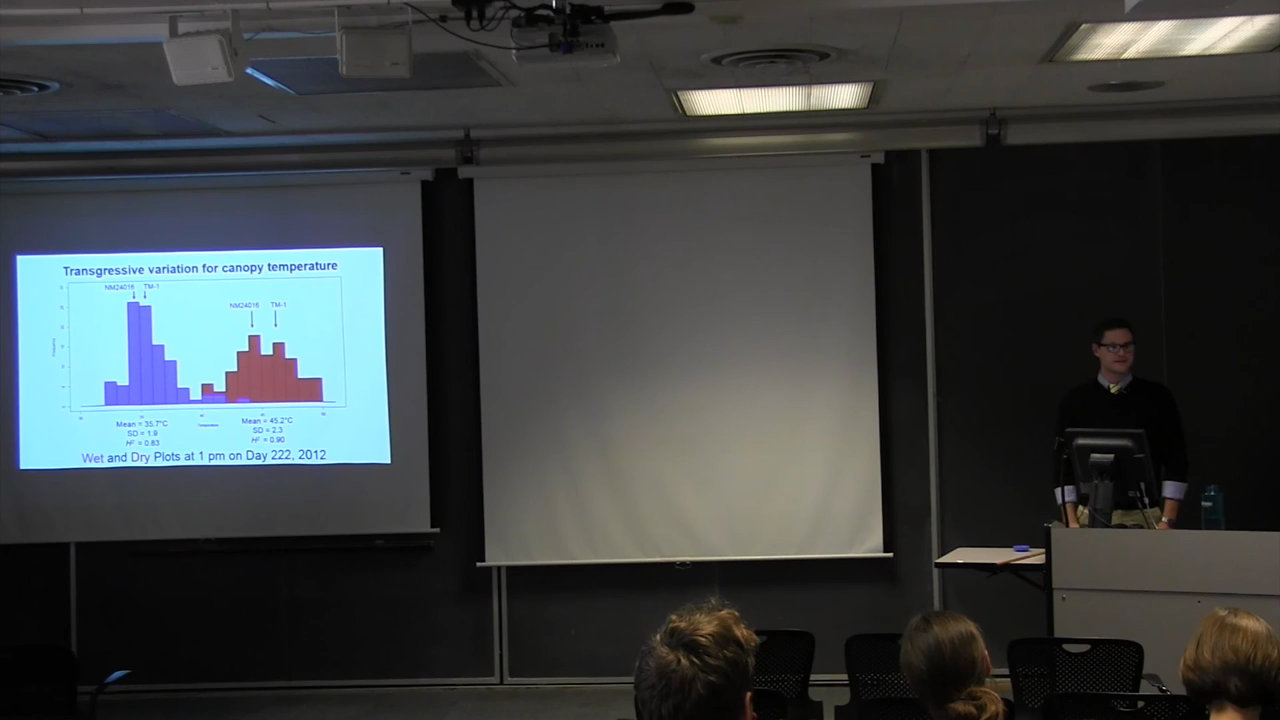 Transgressive variation for canopy temperature
NM24016 TM-1
NM24016 TM-1
Mean = 35.7°C
SD = 1.9
H² = 0.83
Mean = 45.2°C
SD = 2.3
H² = 0.90
Wet and Dry Plots at 1 pm on Day 222, 2012